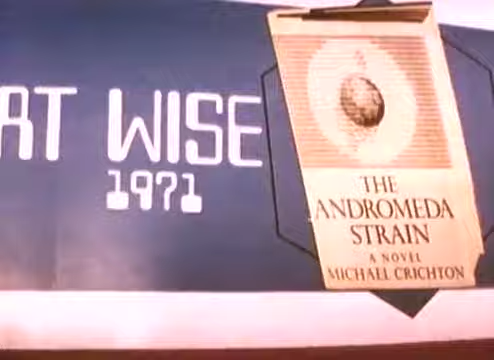 RT WISE
1971
THE
ANDROMEDA
STRAIN
A NOVEL
MICHAEL CRICHTON